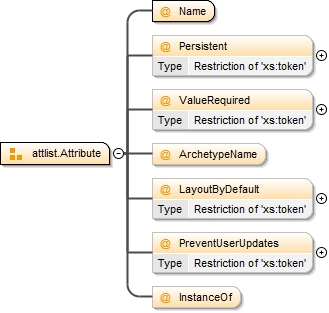 @ Name
@ Persistent
Type Restriction of 'xs:token'
@ ValueRequired
Type Restriction of 'xs:token'
attlist.Attribute
@ ArchetypeName
@ LayoutByDefault
Type Restriction of 'xs:token'
@ PreventUserUpdates
Type Restriction of 'xs:token'
@ InstanceOf